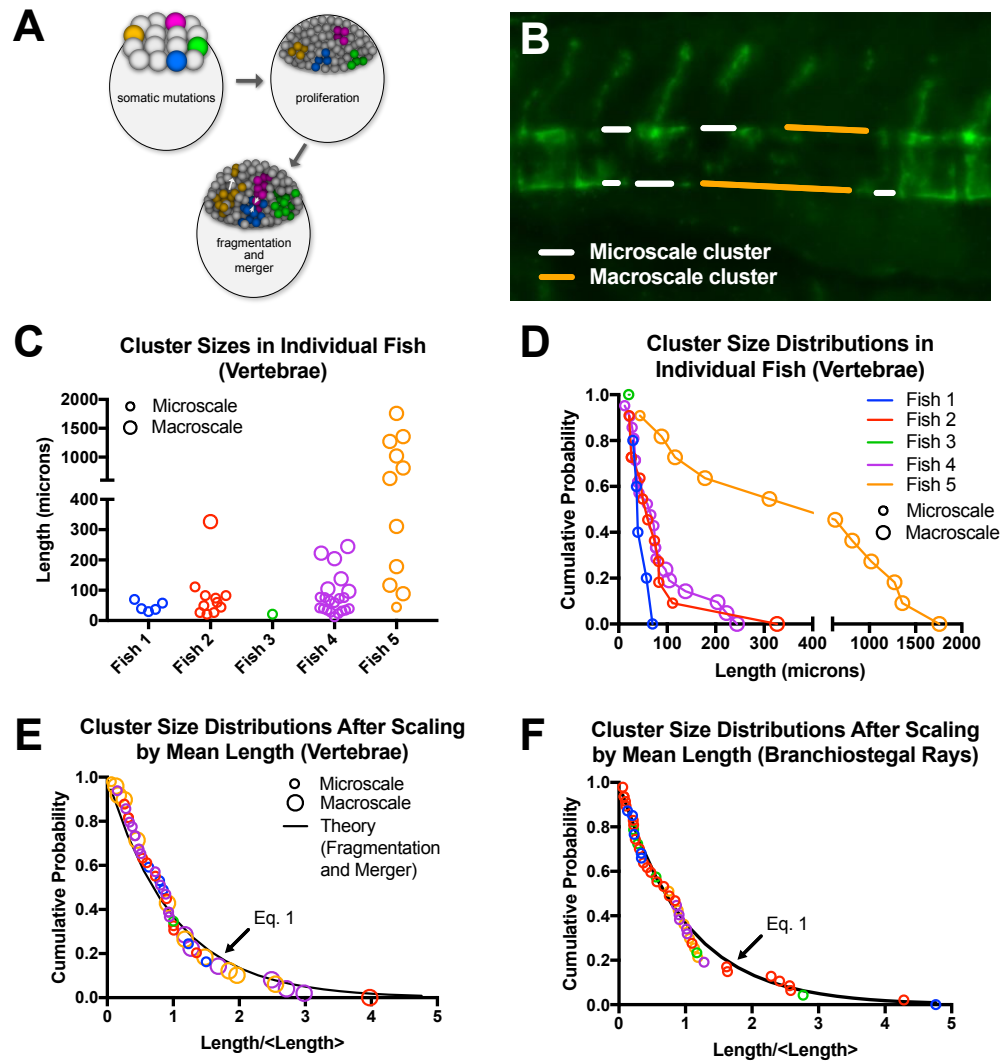 A
somatic mutations
proliferation
fragmentation
and
merger
B
Microscale cluster
Macroscale cluster
C
Cluster Sizes in Individual Fish
(Vertebrae)
Length (microns)
2000
1000
400
300
200
100
0
Microscale
Macroscale
Fish 1
Fish 2
Fish 3
Fish 4
Fish 5
D
Cluster Size Distributions in
Individual Fish (Vertebrae)
Cumulative Probability
1.0
0.8
0.6
0.4
0.2
0.0
Fish 1
Fish 2
Fish 3
Fish 4
Fish 5
Microscale
Macroscale
0 100 200 300 400 1000 1500 2000
Length (microns)
E
Cluster Size Distributions After Scaling
by Mean Length (Vertebrae)
Cumulative Probability
1.0
0.8
0.6
0.4
0.2
0.0
Microscale
Macroscale
Theory
(Fragmentation
and Merger)
Eq. 1
0 1 2 3 4 5
Length/<Length>
F
Cluster Size Distributions After Scaling
by Mean Length (Branchiostegal Rays)
Cumulative Probability
1.0
0.8
0.6
0.4
0.2
0.0
Eq. 1
0 1 2 3 4 5
Length/<Length>